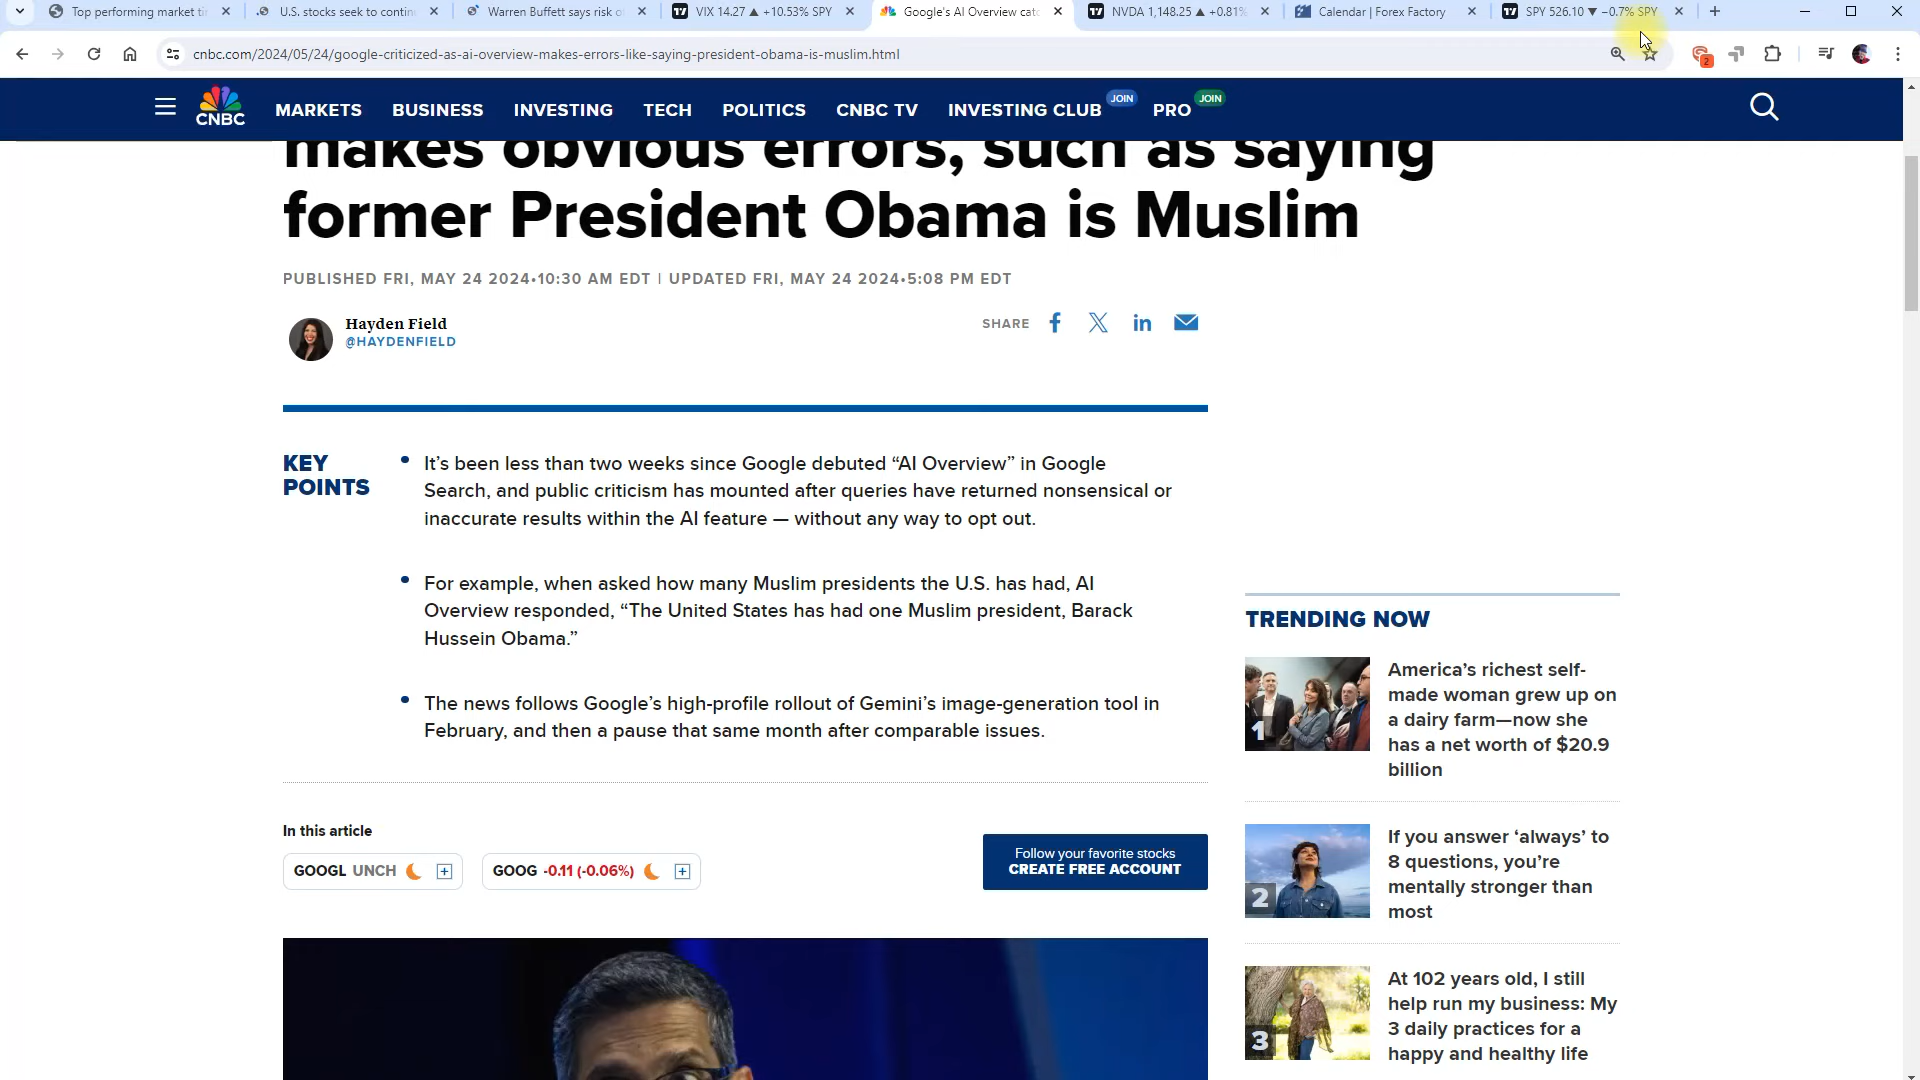 Top performing market ti
U.S. stocks seek to contin
Warren Buffett says risk o
VIX 14.27 ▲ +10.53% SPY
Google's AI Overview cat
NVDA 1,148.25 ▲ +0.81%
Calendar | Forex Factory
SPY 526.10 ▼ −0.7% SPY
cnbc.com/2024/05/24/google-criticized-as-ai-overview-makes-errors-like-saying-president-obama-is-muslim.html
2
CNBC
MARKETS BUSINESS INVESTING TECH POLITICS CNBC TV INVESTING CLUB JOIN PRO JOIN
makes obvious errors, such as saying
former President Obama is Muslim
PUBLISHED FRI, MAY 24 2024•10:30 AM EDT | UPDATED FRI, MAY 24 2024•5:08 PM EDT
Hayden Field
@HAYDENFIELD
SHARE
KEY
POINTS
It’s been less than two weeks since Google debuted “AI Overview” in Google
Search, and public criticism has mounted after queries have returned nonsensical or
inaccurate results within the AI feature — without any way to opt out.
For example, when asked how many Muslim presidents the U.S. has had, AI
Overview responded, “The United States has had one Muslim president, Barack
Hussein Obama.”
The news follows Google’s high-profile rollout of Gemini’s image-generation tool in
February, and then a pause that same month after comparable issues.
In this article
GOOGL UNCH
GOOG -0.11 (-0.06%)
Follow your favorite stocks
CREATE FREE ACCOUNT
TRENDING NOW
1
America’s richest self-
made woman grew up on
a dairy farm—now she
has a net worth of $20.9
billion
2
If you answer ‘always’ to
8 questions, you’re
mentally stronger than
most
3
At 102 years old, I still
help run my business: My
3 daily practices for a
happy and healthy life